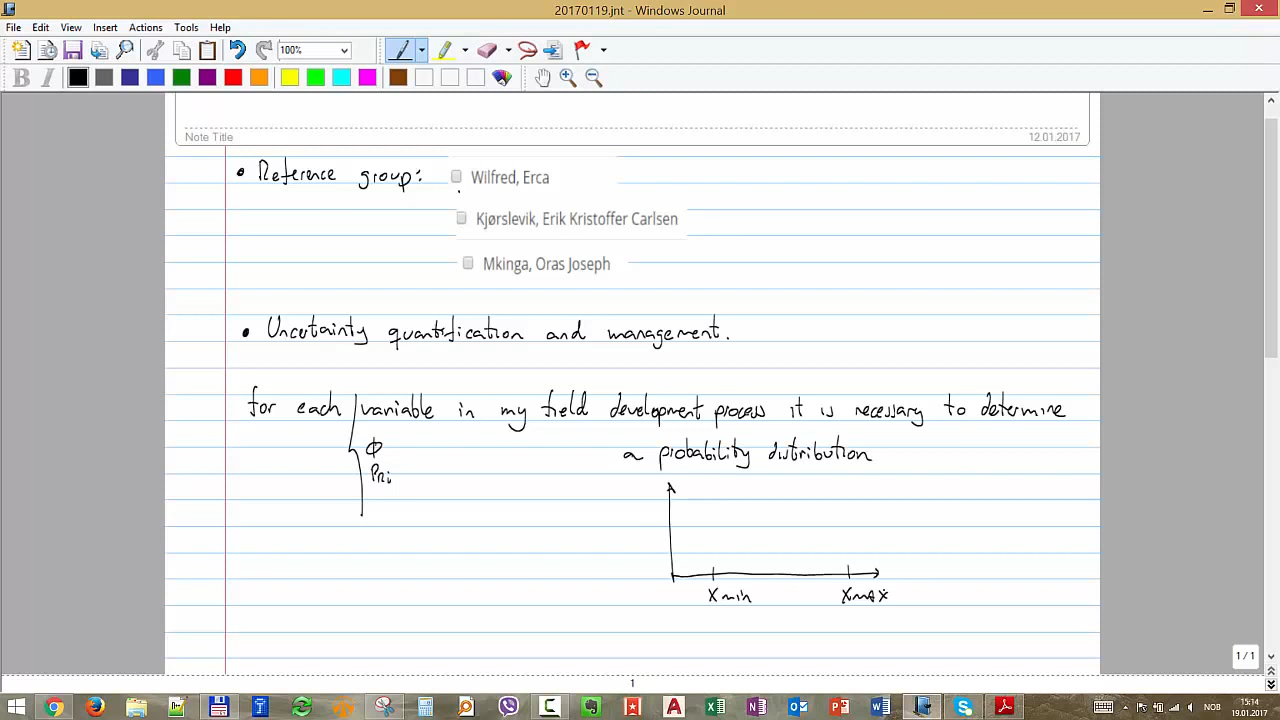 20170119.jnt - Windows Journal
File Edit View Insert Actions Tools Help
100%
B I
Note Title 12.01.2017
• Reference group: Wilfred, Erca
Kjørslevik, Erik Kristoffer Carlsen
Mkinga, Oras Joseph
• Uncertainty quantification and management.
for each variable in my field development process it is necessary to determine
a probability distribution
Φ
Pri
Xmin Xmax
1 / 1
1
NOB 15:14
19.01.2017